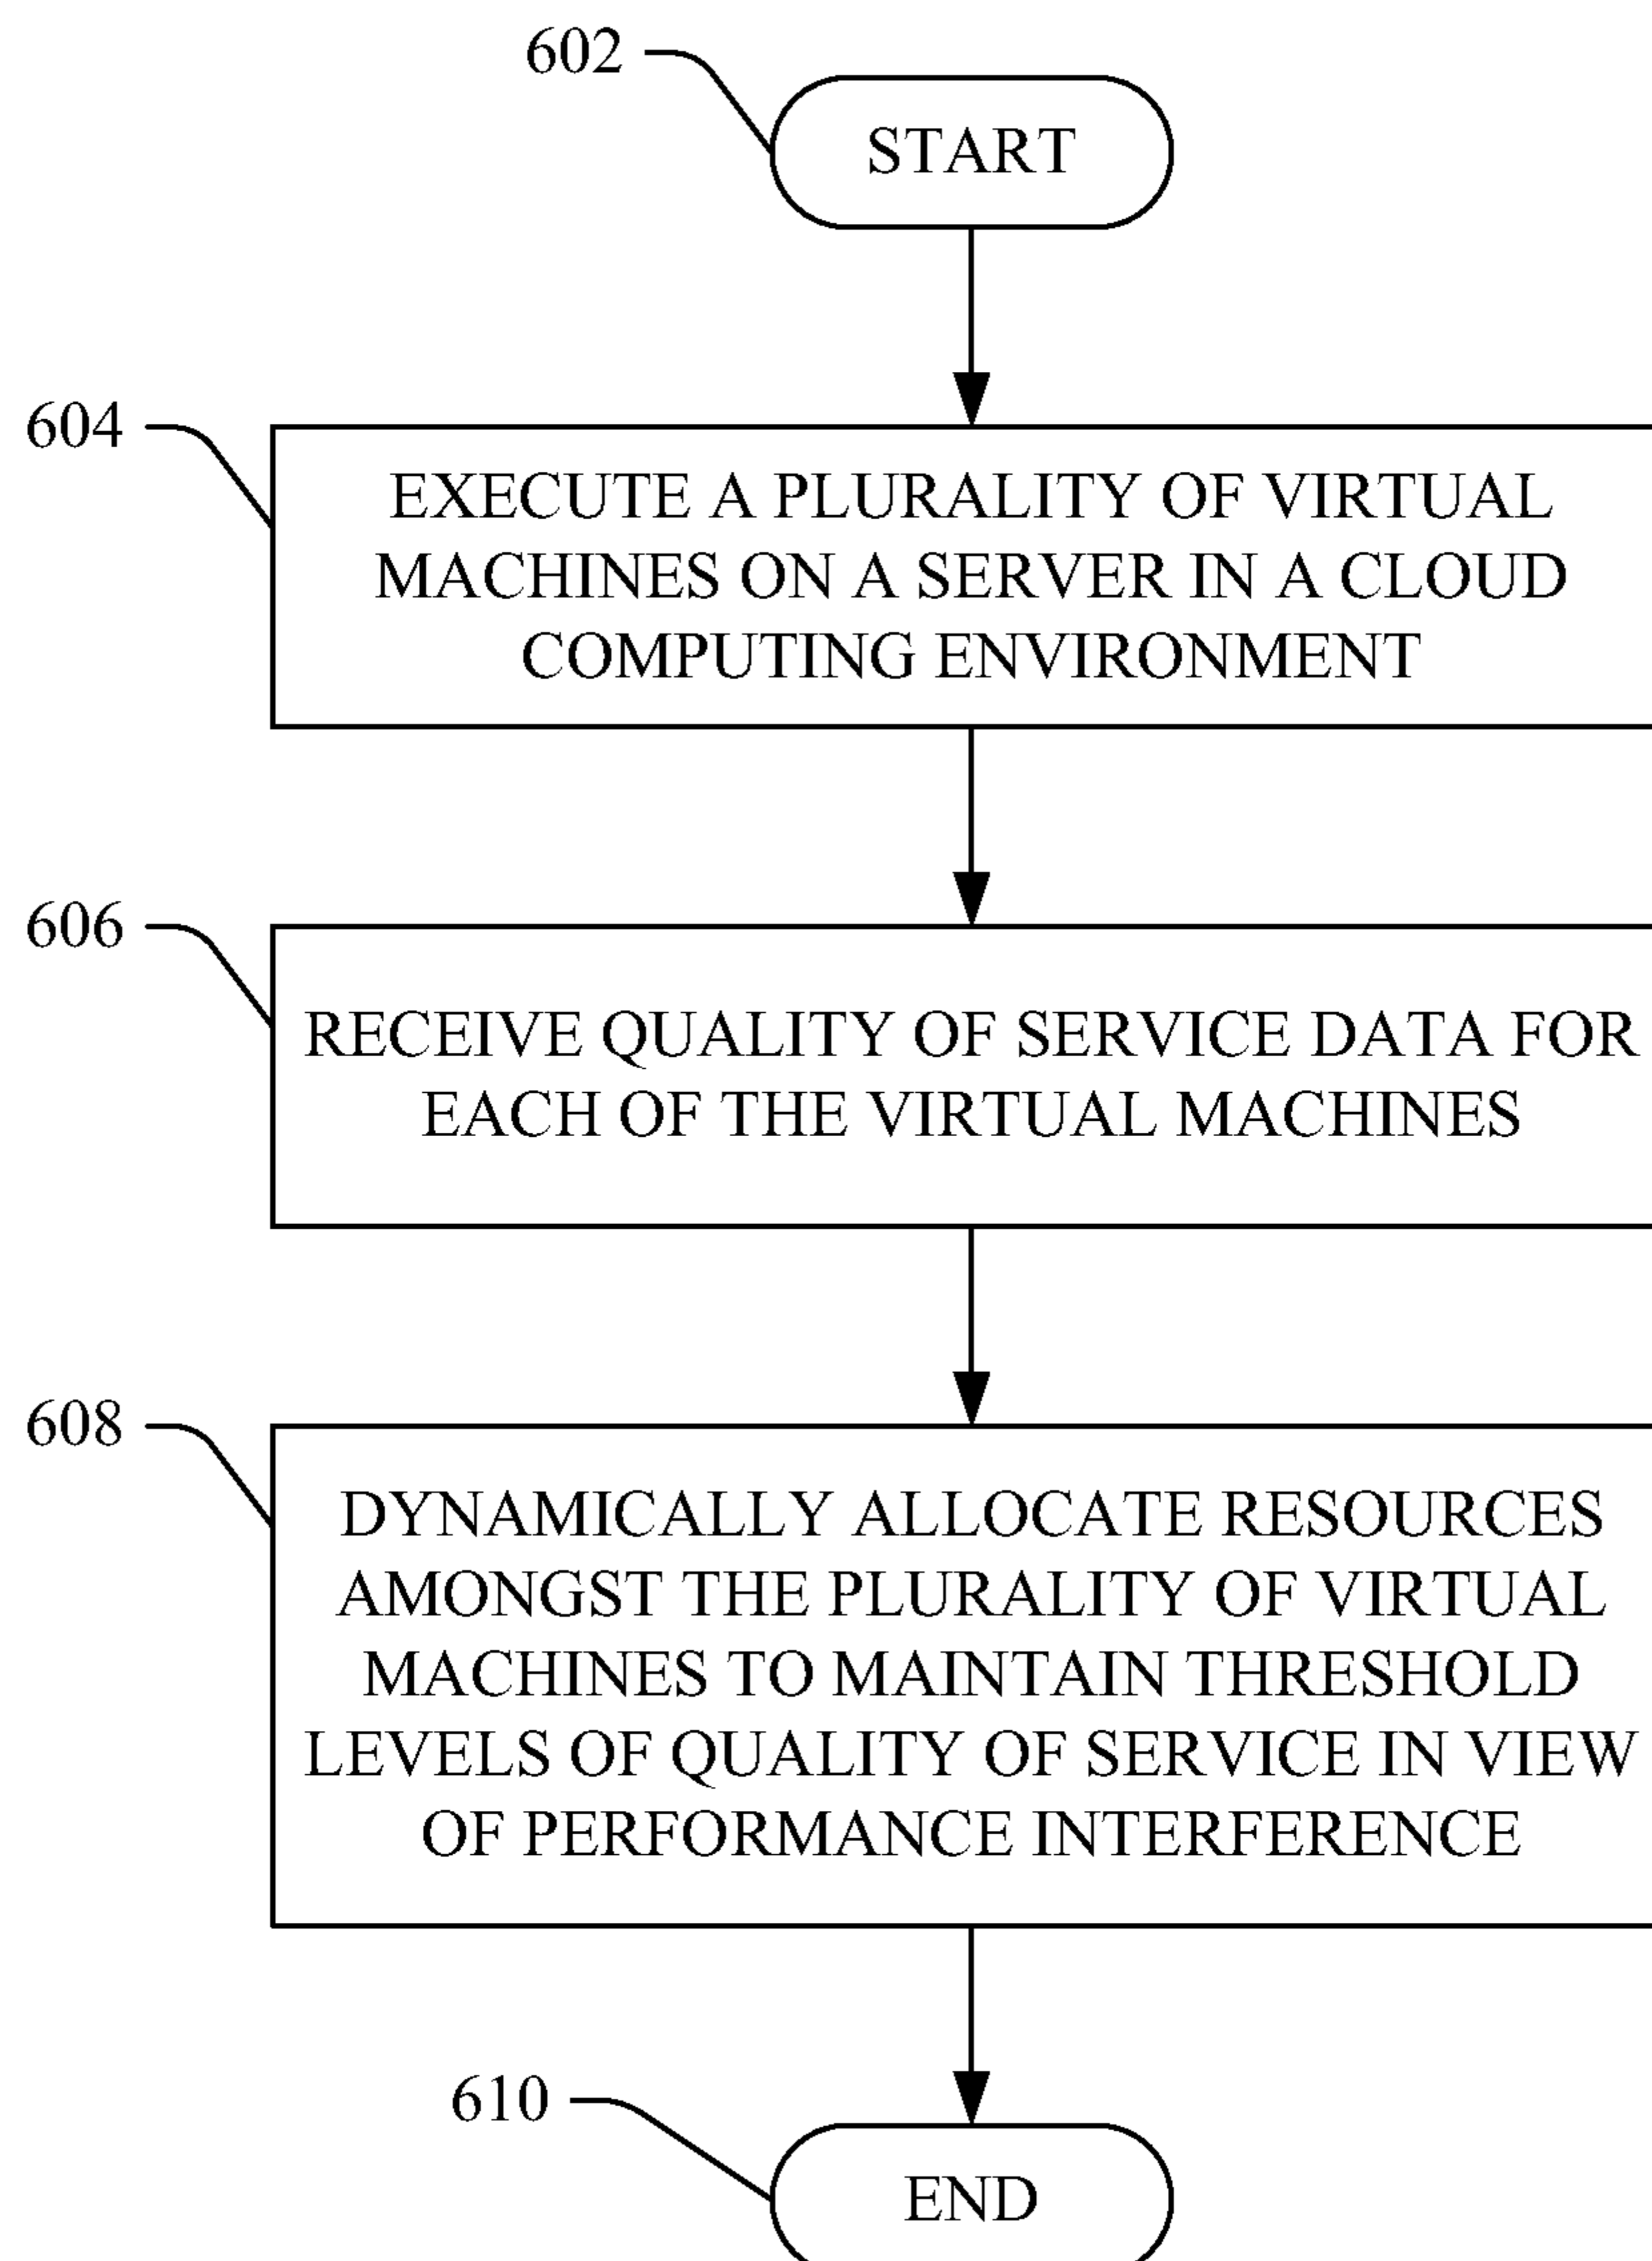 602
START
604
EXECUTE A PLURALITY OF VIRTUAL
MACHINES ON A SERVER IN A CLOUD
COMPUTING ENVIRONMENT
606
RECEIVE QUALITY OF SERVICE DATA FOR
EACH OF THE VIRTUAL MACHINES
608
DYNAMICALLY ALLOCATE RESOURCES
AMONGST THE PLURALITY OF VIRTUAL
MACHINES TO MAINTAIN THRESHOLD
LEVELS OF QUALITY OF SERVICE IN VIEW
OF PERFORMANCE INTERFERENCE
610
END